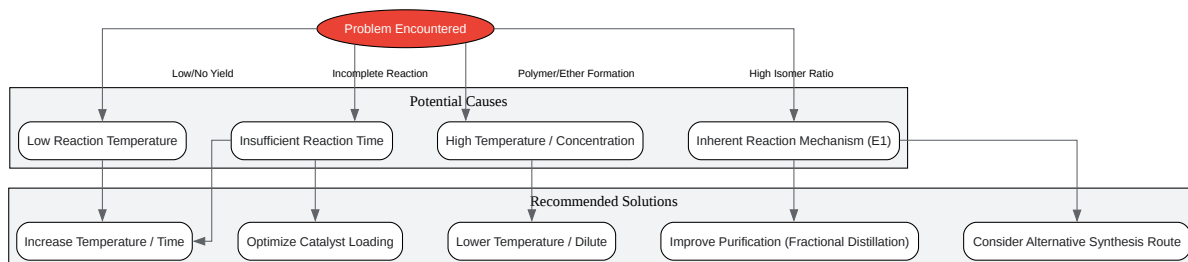 Problem Encountered
Low/No Yield
Incomplete Reaction
Polymer/Ether Formation
High Isomer Ratio
Potential Causes
Low Reaction Temperature
Insufficient Reaction Time
High Temperature / Concentration
Inherent Reaction Mechanism (E1)
Recommended Solutions
Increase Temperature / Time
Optimize Catalyst Loading
Lower Temperature / Dilute
Improve Purification (Fractional Distillation)
Consider Alternative Synthesis Route